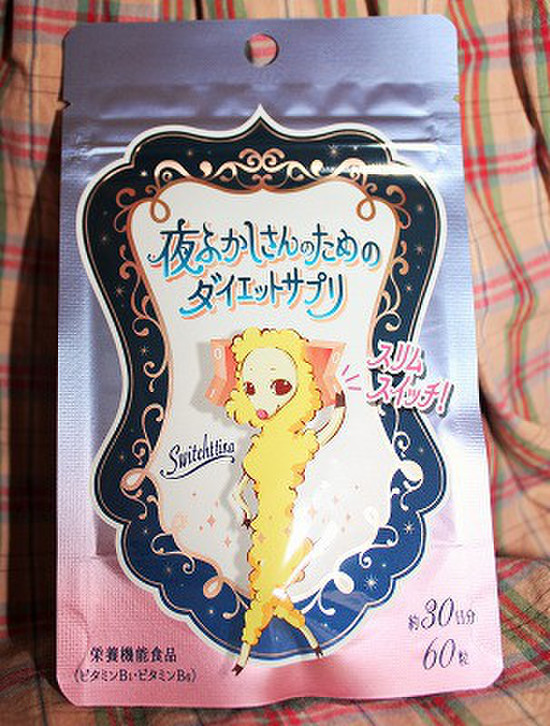 夜ふかしさんのための
ダイエットサプリ
スリム
スイッチ!
Switchttina
約30日分
60粒
栄養機能食品
(ビタミンB1・ビタミンB6)